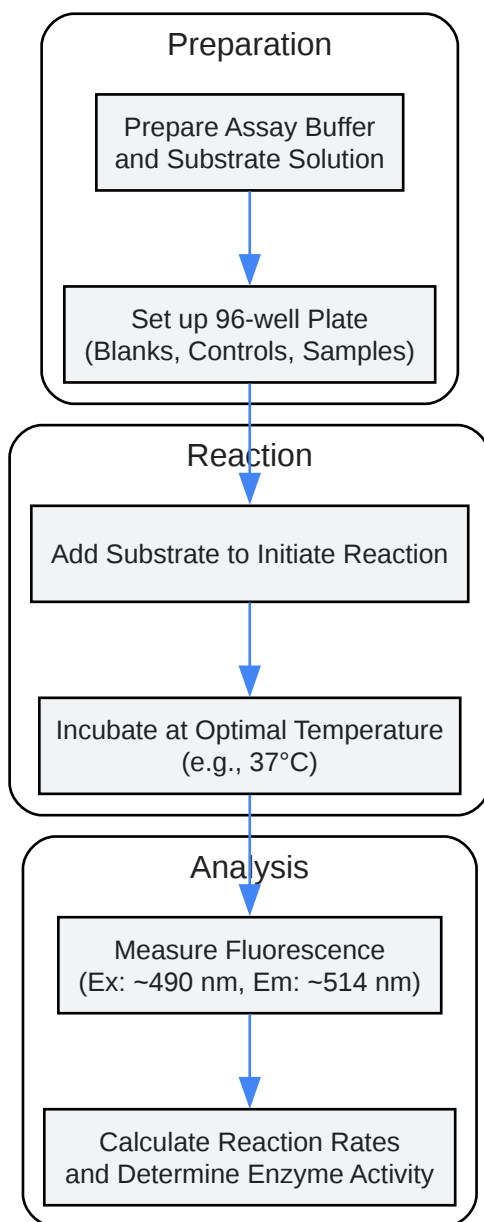 Preparation
Prepare Assay Buffer
and Substrate Solution
Set up 96-well Plate
(Blanks, Controls, Samples)
Reaction
Add Substrate to Initiate Reaction
Incubate at Optimal Temperature
(e.g., 37°C)
Analysis
Measure Fluorescence
(Ex: ~490 nm, Em: ~514 nm)
Calculate Reaction Rates
and Determine Enzyme Activity